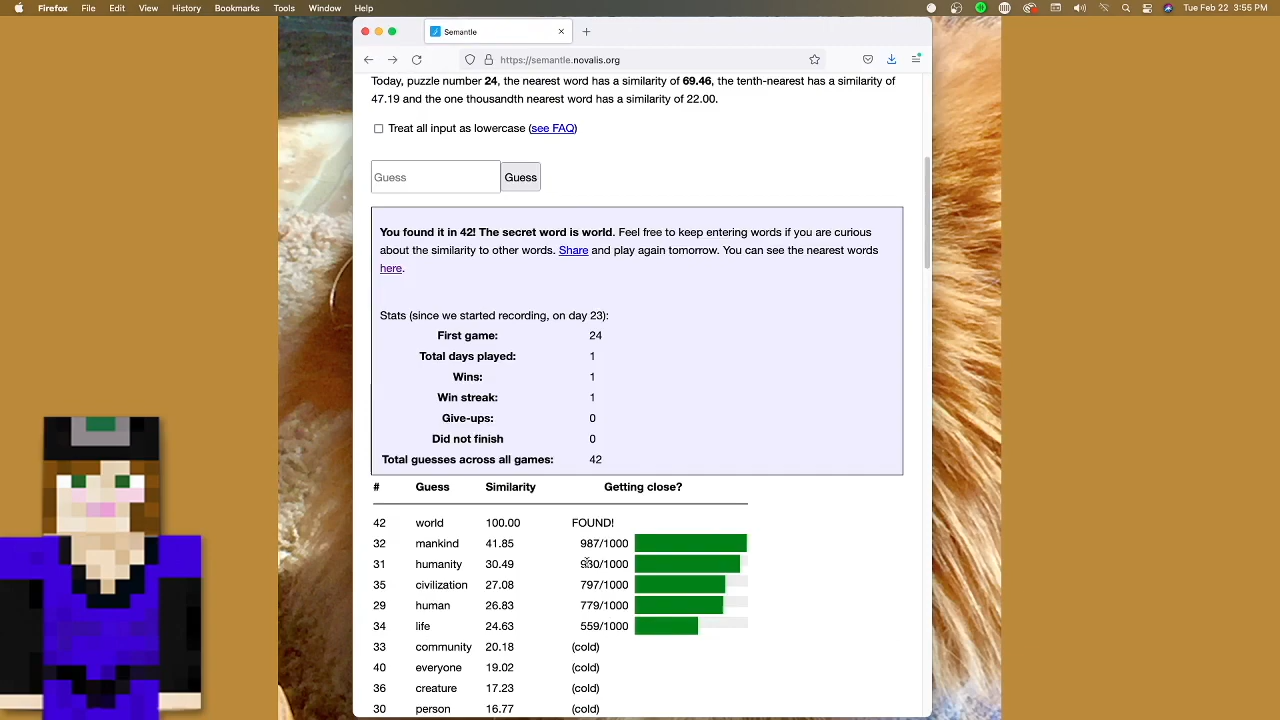 Firefox File Edit View History Bookmarks Tools Window Help Tue Feb 22 3:55 PM
Semantle
https://semantle.novalis.org
Today, puzzle number 24, the nearest word has a similarity of 69.46, the tenth-nearest has a similarity of
47.19 and the one thousandth nearest word has a similarity of 22.00.
Treat all input as lowercase (see FAQ)
Guess Guess
You found it in 42! The secret word is world. Feel free to keep entering words if you are curious
about the similarity to other words. Share and play again tomorrow. You can see the nearest words
here.
Stats (since we started recording, on day 23):
First game: 24
Total days played: 1
Wins: 1
Win streak: 1
Give-ups: 0
Did not finish 0
Total guesses across all games: 42
# Guess Similarity Getting close?
42 world 100.00 FOUND!
32 mankind 41.85 987/1000
31 humanity 30.49 930/1000
35 civilization 27.08 797/1000
29 human 26.83 779/1000
34 life 24.63 559/1000
33 community 20.18 (cold)
40 everyone 19.02 (cold)
36 creature 17.23 (cold)
30 person 16.77 (cold)